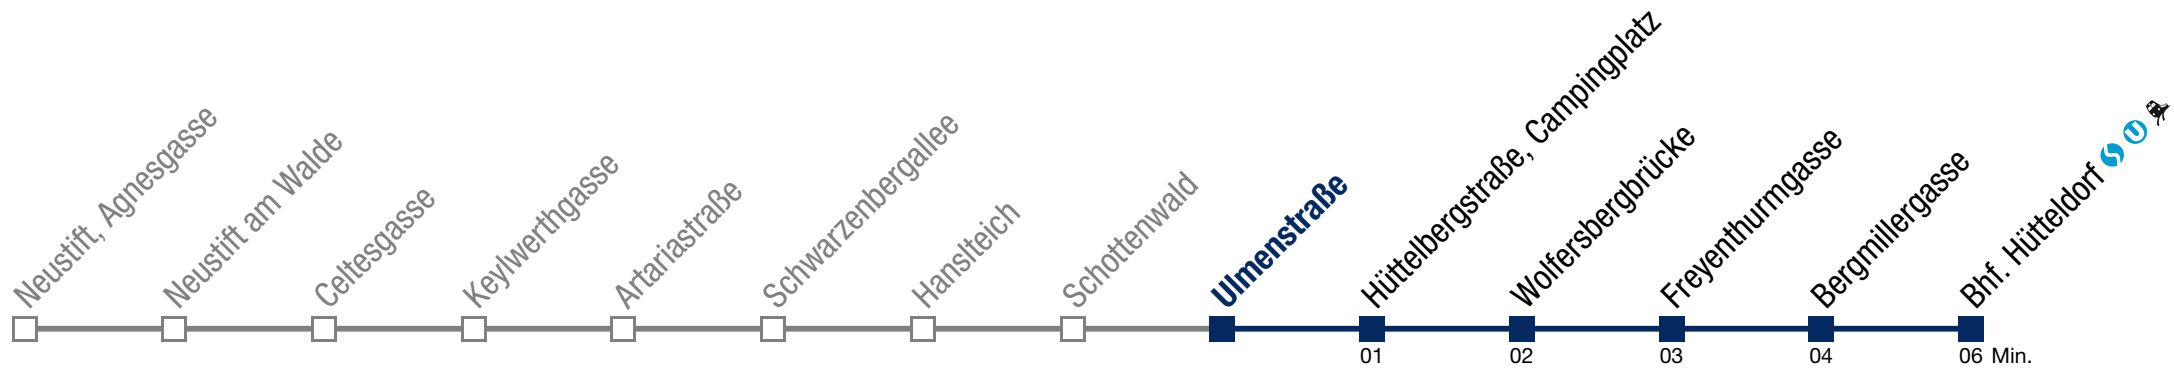 Neustift, Agnesgasse
Neustift am Walde
Celtesgasse
Keylwerthgasse
Artariastraße
Schwarzenbergallee
Hanslteich
Schottenwald
Ulmenstraße
Hüttelbergstraße, Campingplatz
Wolfersbergbrücke
Freyenthurmgasse
Bergmillergasse
Bhf. Hütteldorf S U
01 02 03 04 06 Min.